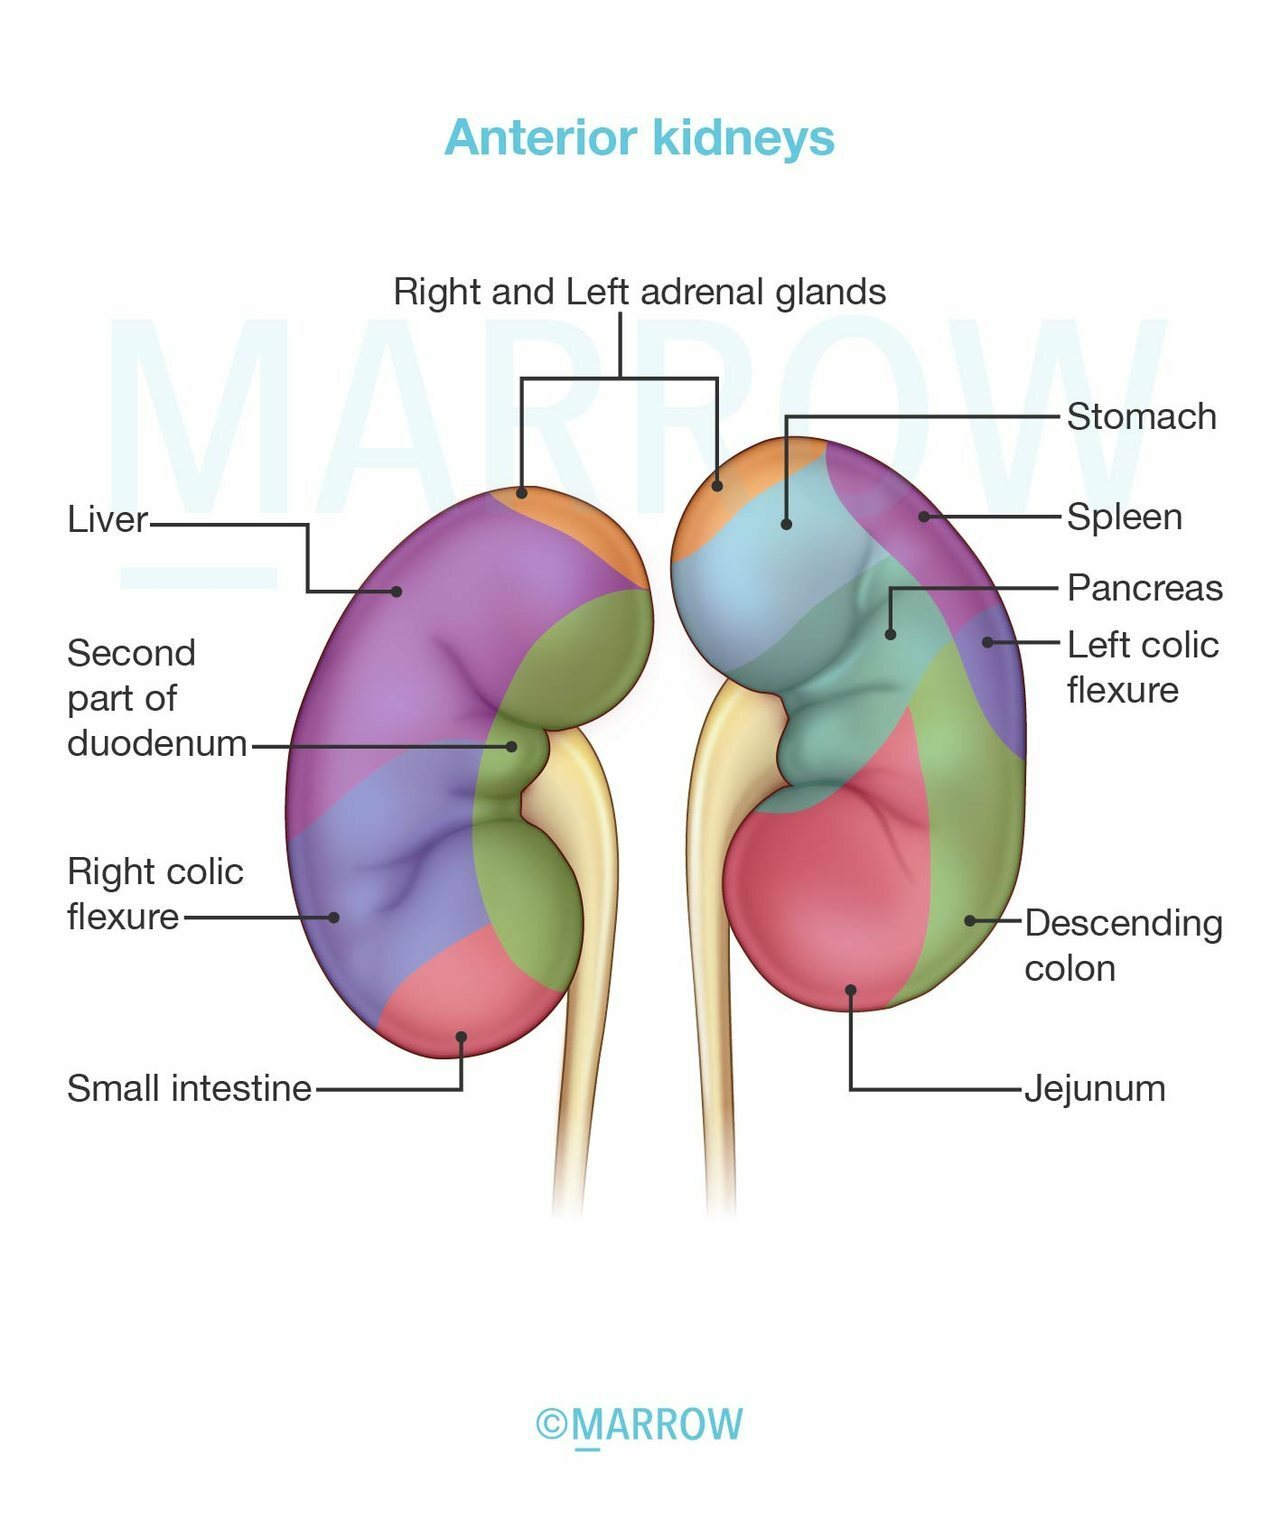 Anterior kidneys
Right and Left adrenal glands
MARROW
Stomach
Liver
Spleen
Pancreas
Second
part of
duodenum
Left colic
flexure
Right colic
flexure
Descending
colon
Small intestine
Jejunum
©MARROW